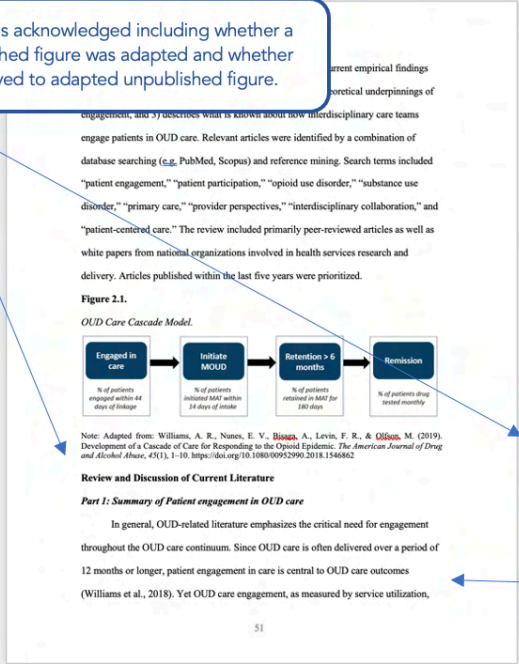 s acknowledged including whether a
hed figure was adapted and whether
ved to adapted unpublished figure.
rrent empirical findings
oretical underpinnings of
engagement, and 3) describes what is known about how interdisciplinary care teams
engage patients in OUD care. Relevant articles were identified by a combination of
database searching (e.g. PubMed, Scopus) and reference mining. Search terms included
“patient engagement,” “patient participation,” “opioid use disorder,” “substance use
disorder,” “primary care,” “provider perspectives,” “interdisciplinary collaboration,” and
“patient-centered care.” The review included primarily peer-reviewed articles as well as
white papers from national organizations involved in health services research and
delivery. Articles published within the last five years were prioritized.
Figure 2.1.
OUD Care Cascade Model.
Engaged in
care
% of patients
engaged within 44
days of linkage
Initiate
MOUD
% of patients
initiated MAT within
14 days of intake
Retention > 6
months
% of patients
retained in MAT for
180 days
Remission
% of patients drug
tested monthly
Note: Adapted from: Williams, A. R., Nunes, E. V., Bisaga, A., Levin, F. R., & Olfson, M. (2019).
Development of a Cascade of Care for Responding to the Opioid Epidemic. The American Journal of Drug
and Alcohol Abuse, 45(1), 1–10. https://doi.org/10.1080/00952990.2018.1546862
Review and Discussion of Current Literature
Part 1: Summary of Patient engagement in OUD care
In general, OUD-related literature emphasizes the critical need for engagement
throughout the OUD care continuum. Since OUD care is often delivered over a period of
12 months or longer, patient engagement in care is central to OUD care outcomes
(Williams et al., 2018). Yet OUD care engagement, as measured by service utilization,
51